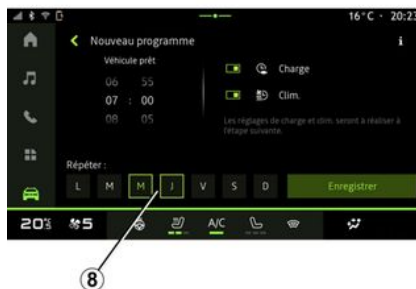 16°C · 20:23
Nouveau programme
i
Véhicule prêt
06 55
07 : 00
08 05
Charge
Clim.
Les réglages de charge et clim. seront à réaliser à
l'étape suivante.
Répéter :
L M M J V S D
Enregistrer
5 A/C
8